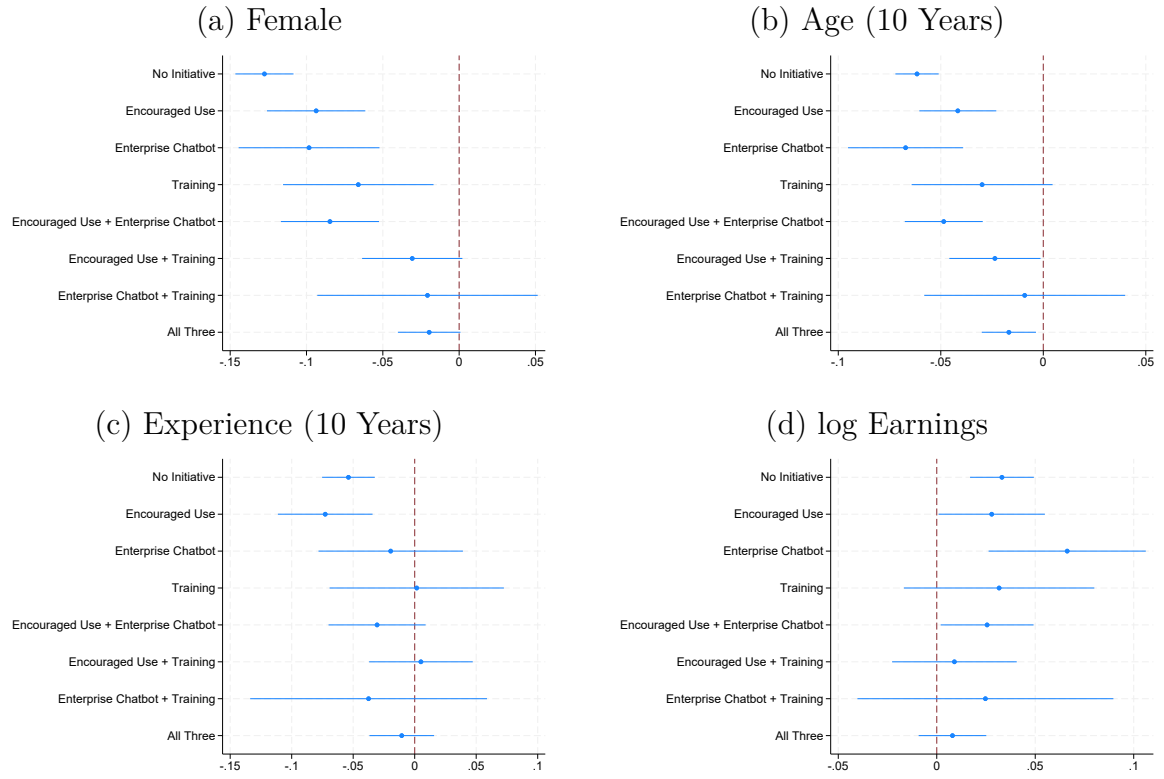 (a) Female
No Initiative
Encouraged Use
Enterprise Chatbot
Training
Encouraged Use + Enterprise Chatbot
Encouraged Use + Training
Enterprise Chatbot + Training
All Three
-.15 -.1 -.05 0 .05
(b) Age (10 Years)
No Initiative
Encouraged Use
Enterprise Chatbot
Training
Encouraged Use + Enterprise Chatbot
Encouraged Use + Training
Enterprise Chatbot + Training
All Three
-.1 -.05 0 .05
(c) Experience (10 Years)
No Initiative
Encouraged Use
Enterprise Chatbot
Training
Encouraged Use + Enterprise Chatbot
Encouraged Use + Training
Enterprise Chatbot + Training
All Three
-.15 -.1 -.05 0 .05 .1
(d) log Earnings
No Initiative
Encouraged Use
Enterprise Chatbot
Training
Encouraged Use + Enterprise Chatbot
Encouraged Use + Training
Enterprise Chatbot + Training
All Three
-.05 0 .05 .1